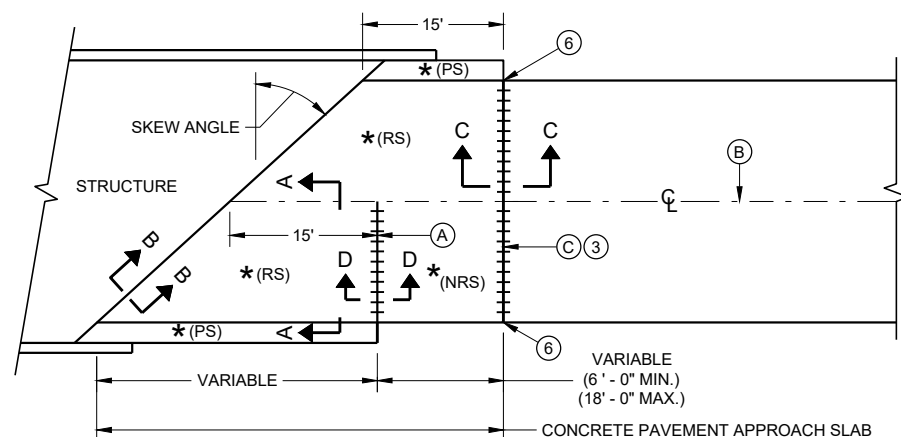 15'
6
*(PS)
SKEW ANGLE
*(RS)
C C
B
STRUCTURE
A
℄
15'
A
B
B
*(RS)
D D
*(NRS)
C 3
*(PS)
A
6
VARIABLE
VARIABLE
(6 ' - 0" MIN.)
(18' - 0" MAX.)
CONCRETE PAVEMENT APPROACH SLAB